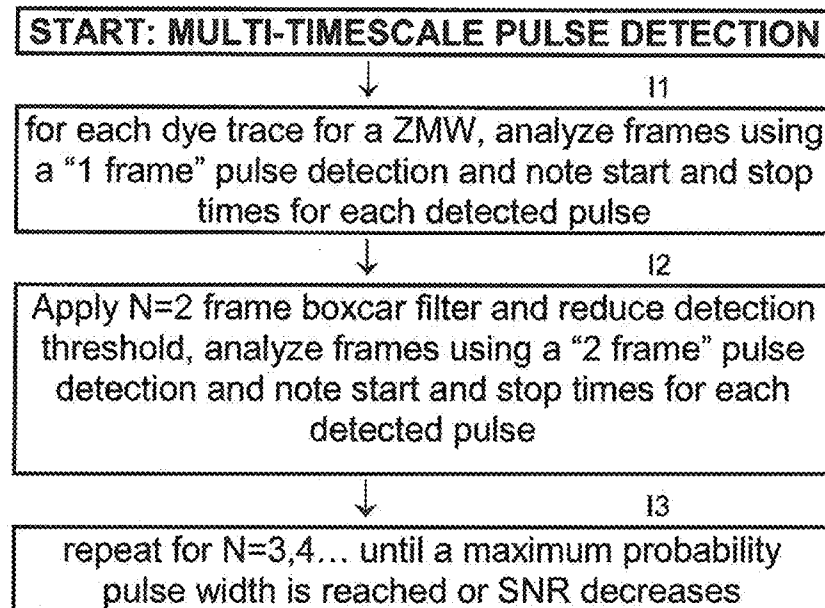 START: MULTI-TIMESCALE PULSE DETECTION
↓ I1
for each dye trace for a ZMW, analyze frames using
a “1 frame” pulse detection and note start and stop
times for each detected pulse
↓ I2
Apply N=2 frame boxcar filter and reduce detection
threshold, analyze frames using a “2 frame” pulse
detection and note start and stop times for each
detected pulse
↓ I3
repeat for N=3,4... until a maximum probability
pulse width is reached or SNR decreases